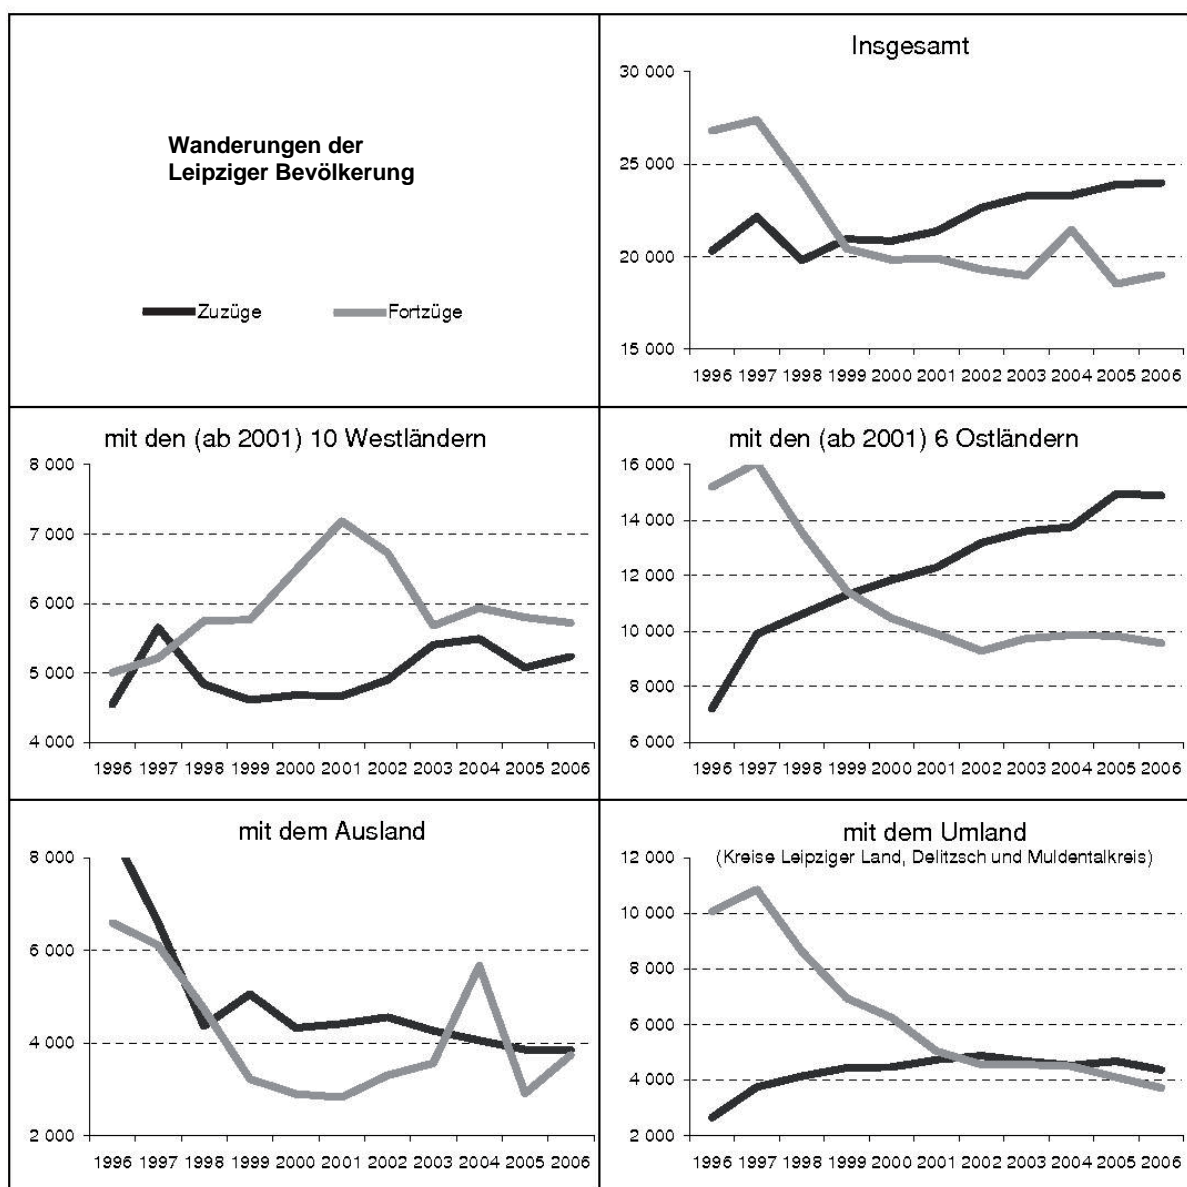 Wanderungen der
Leipziger Bevölkerung
Zuzüge Fortzüge
Insgesamt
30 000
25 000
20 000
15 000
1996 1997 1998 1999 2000 2001 2002 2003 2004 2005 2006
mit den (ab 2001) 10 Westländern
8 000
7 000
6 000
5 000
4 000
1996 1997 1998 1999 2000 2001 2002 2003 2004 2005 2006
mit den (ab 2001) 6 Ostländern
16 000
14 000
12 000
10 000
8 000
6 000
1996 1997 1998 1999 2000 2001 2002 2003 2004 2005 2006
mit dem Ausland
8 000
6 000
4 000
2 000
1996 1997 1998 1999 2000 2001 2002 2003 2004 2005 2006
mit dem Umland
(Kreise Leipziger Land, Delitzsch und Muldentalkreis)
12 000
10 000
8 000
6 000
4 000
2 000
1996 1997 1998 1999 2000 2001 2002 2003 2004 2005 2006